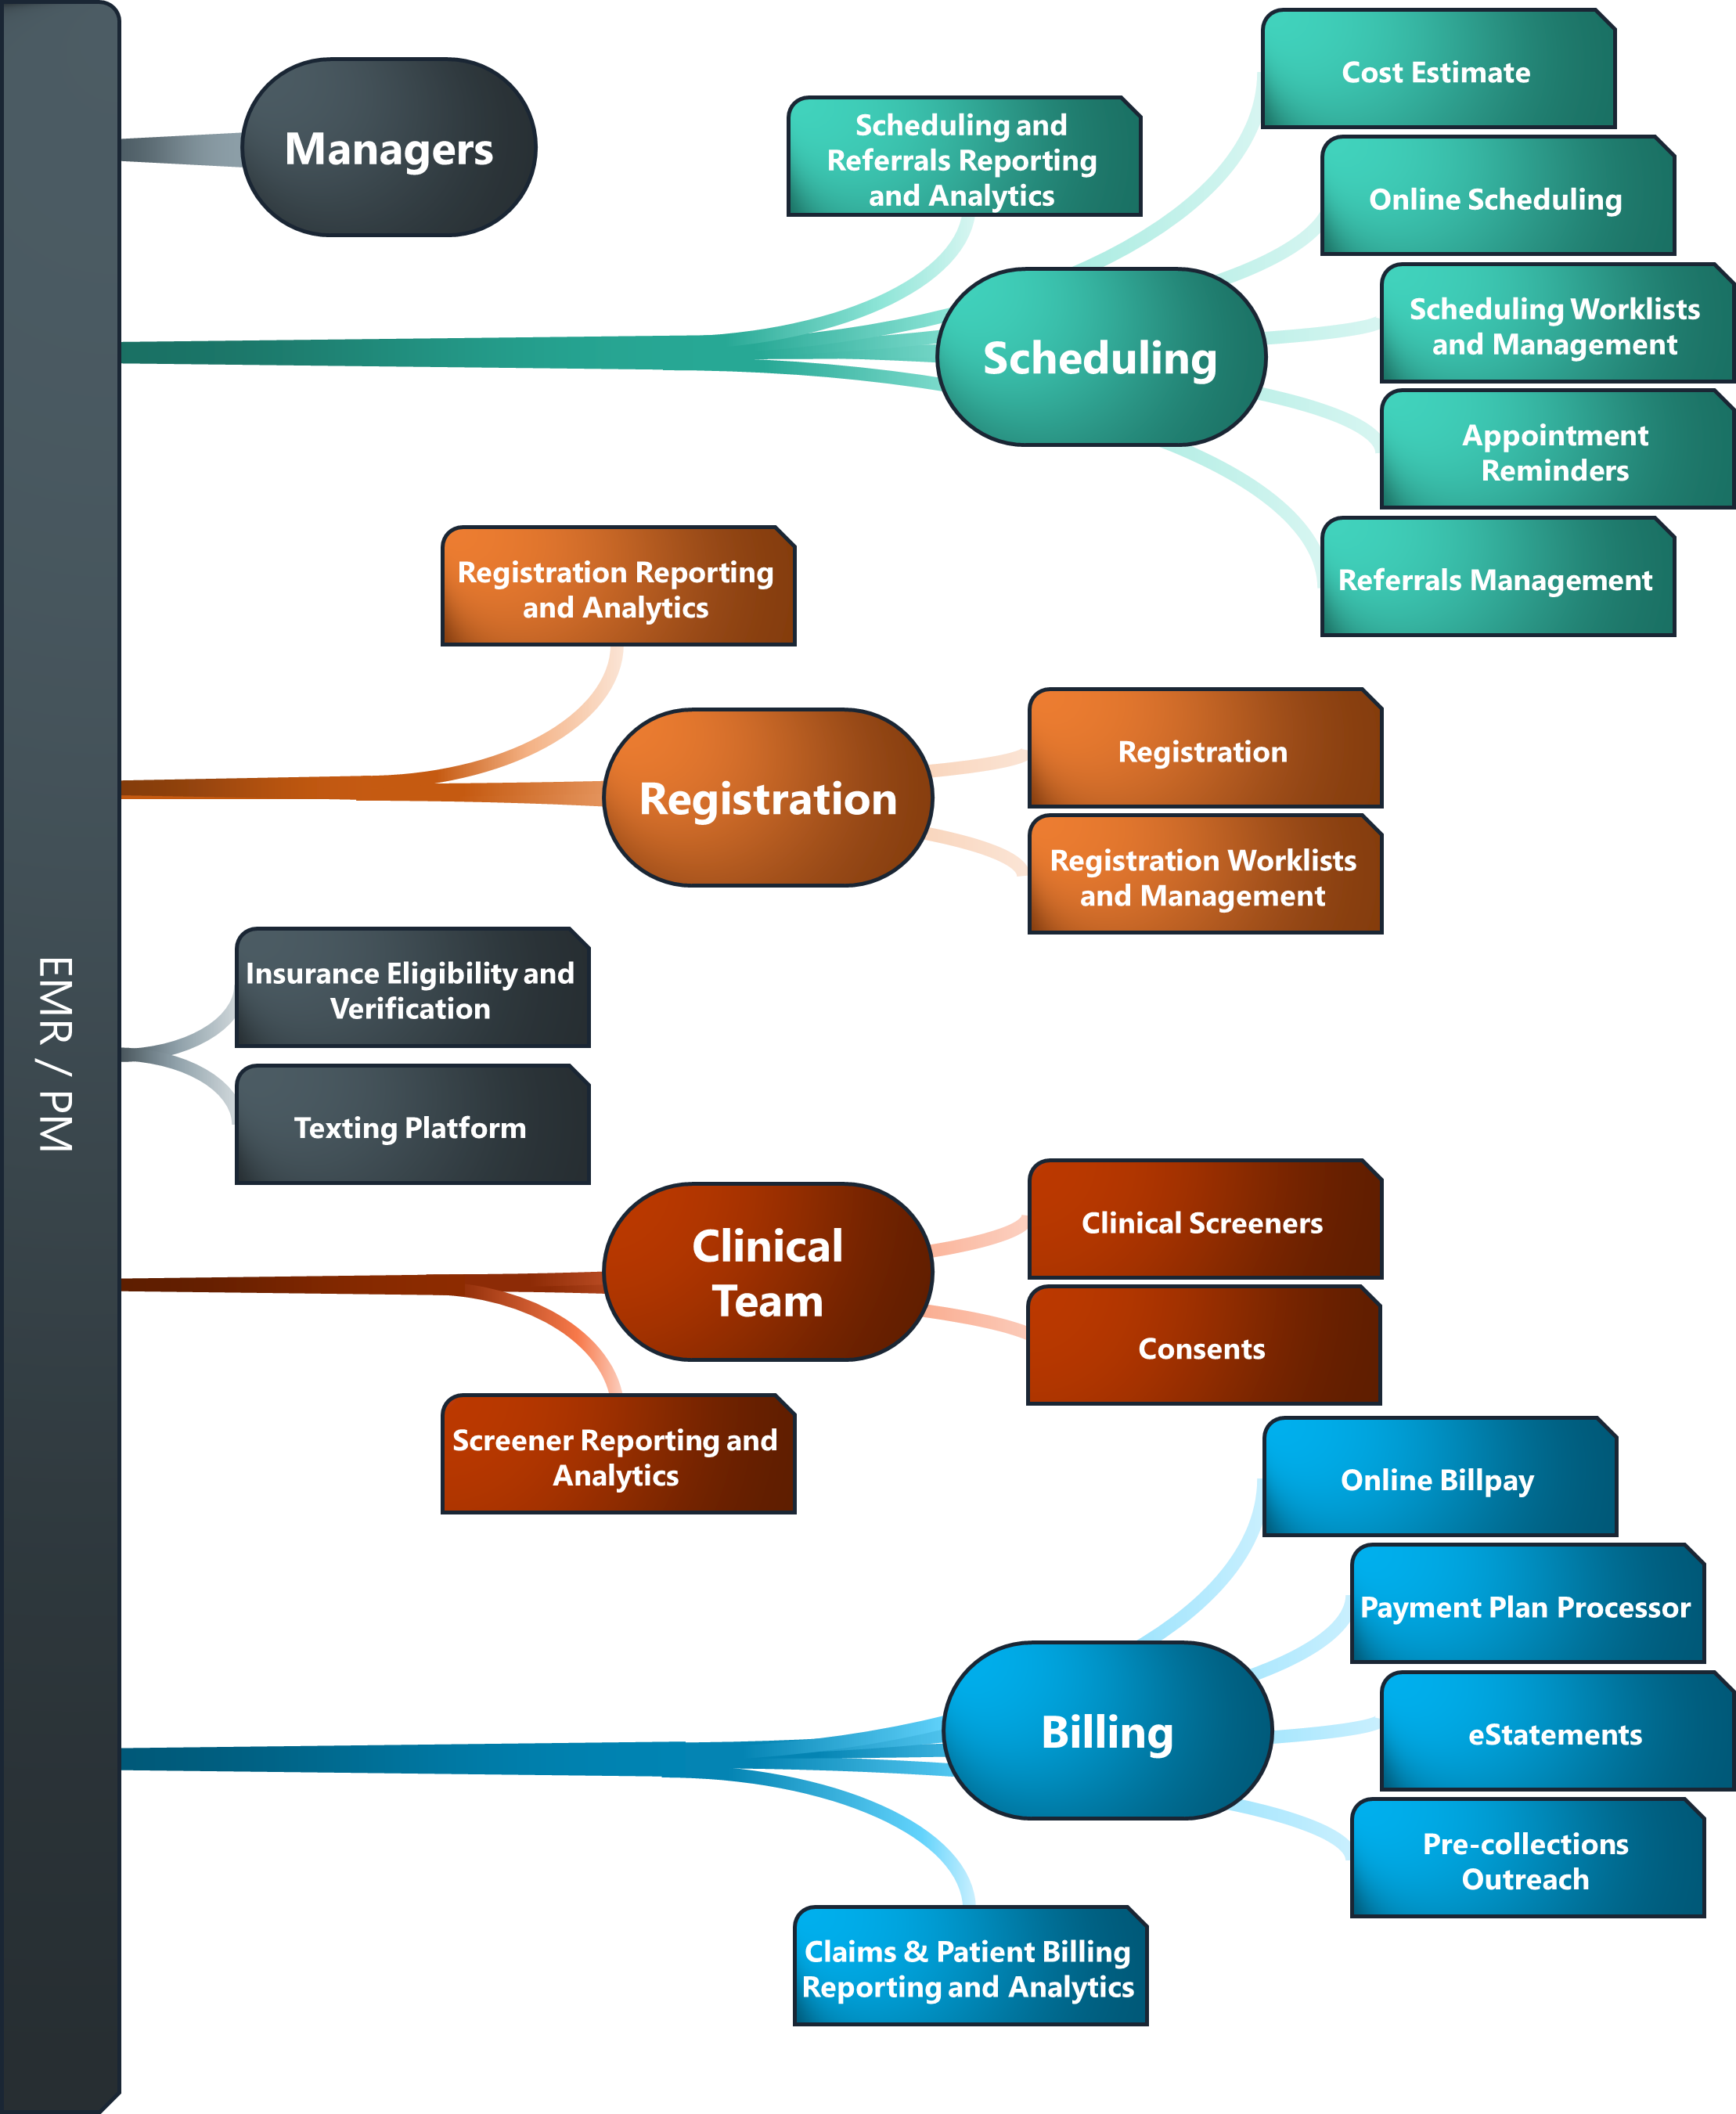 EMR / PM
Managers
Scheduling and
Referrals Reporting
and Analytics
Scheduling
Cost Estimate
Online Scheduling
Scheduling Worklists
and Management
Appointment
Reminders
Referrals Management
Registration Reporting
and Analytics
Registration
Registration
Registration Worklists
and Management
Insurance Eligibility and
Verification
Texting Platform
Clinical
Team
Clinical Screeners
Consents
Screener Reporting and
Analytics
Billing
Online Billpay
Payment Plan Processor
eStatements
Pre-collections
Outreach
Claims & Patient Billing
Reporting and Analytics